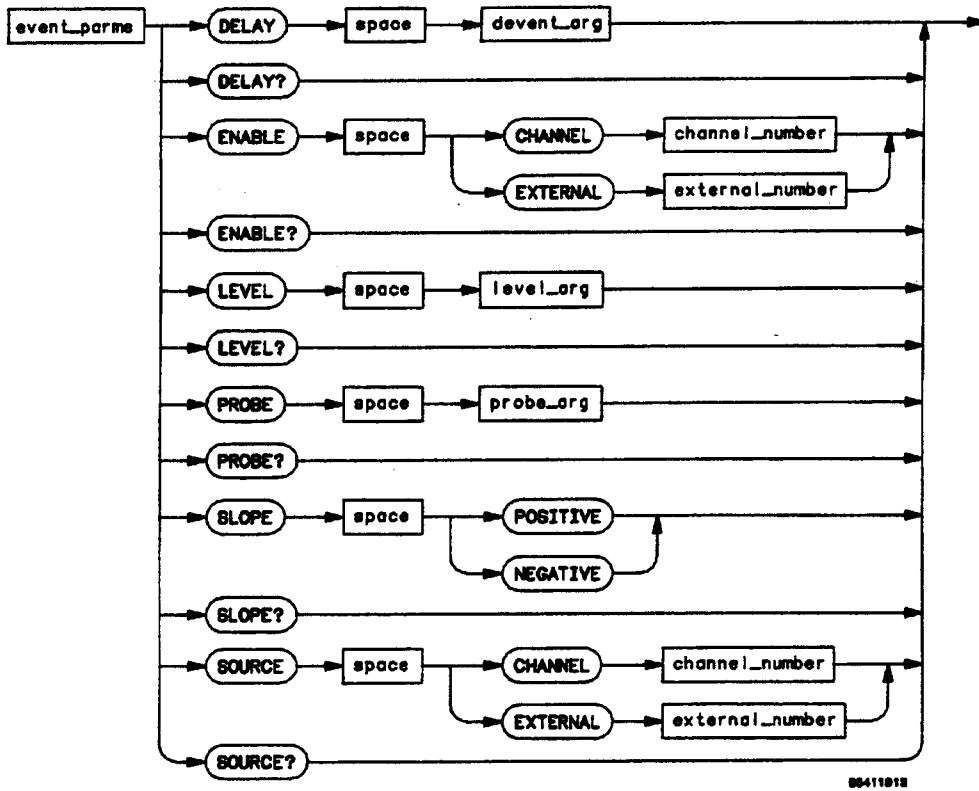 event_parms DELAY space devent_arg
DELAY?
ENABLE space CHANNEL channel_number
EXTERNAL external_number
ENABLE?
LEVEL space level_arg
LEVEL?
PROBE space probe_arg
PROBE?
SLOPE space POSITIVE
NEGATIVE
SLOPE?
SOURCE space CHANNEL channel_number
EXTERNAL external_number
SOURCE?